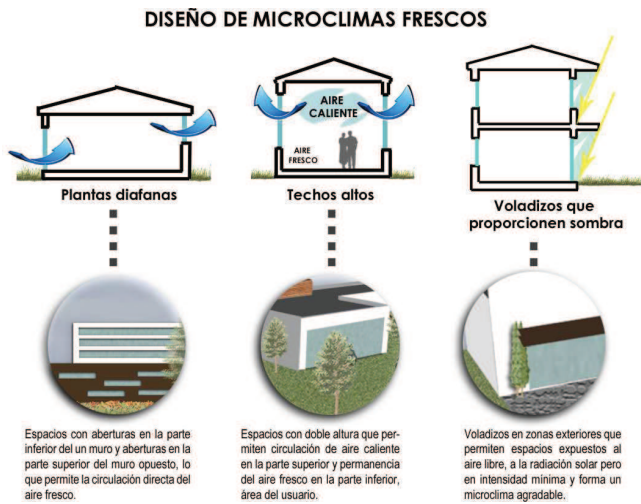 DISEÑO DE MICROCLIMAS FRESCOS
AIRE
CALIENTE
AIRE
FRESCO
Plantas diafanas
Techos altos
Voladizos que
proporcionen sombra
Espacios con aberturas en la parte
inferior del un muro y aberturas en la
parte superior del muro opuesto, lo
que permite la circulación directa del
aire fresco.
Espacios con doble altura que per-
miten circulación de aire caliente
en la parte superior y permanencia
del aire fresco en la parte inferior,
área del usuario.
Voladizos en zonas exteriores que
permiten espacios expuestos al
aire libre, a la radiación solar pero
en intensidad mínima y forma un
microclima agradable.